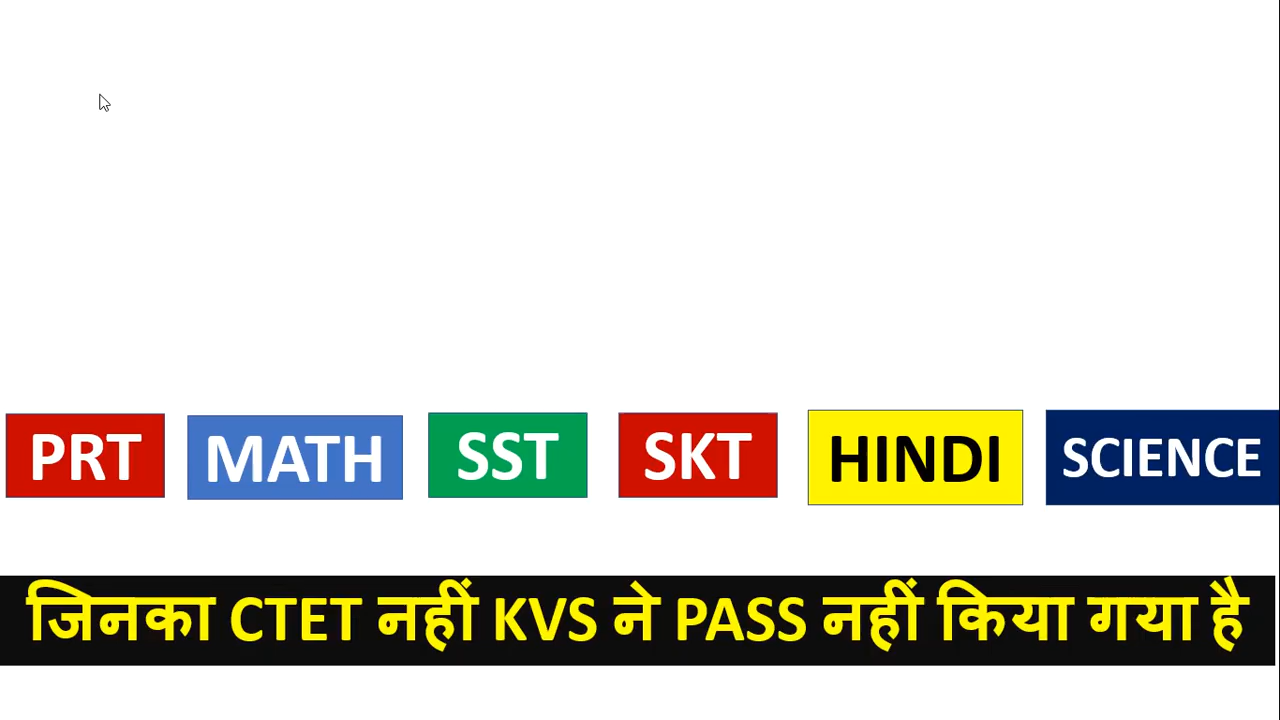 PRT MATH SST SKT HINDI SCIENCE
जिनका CTET नहीं KVS ने PASS नहीं किया गया है